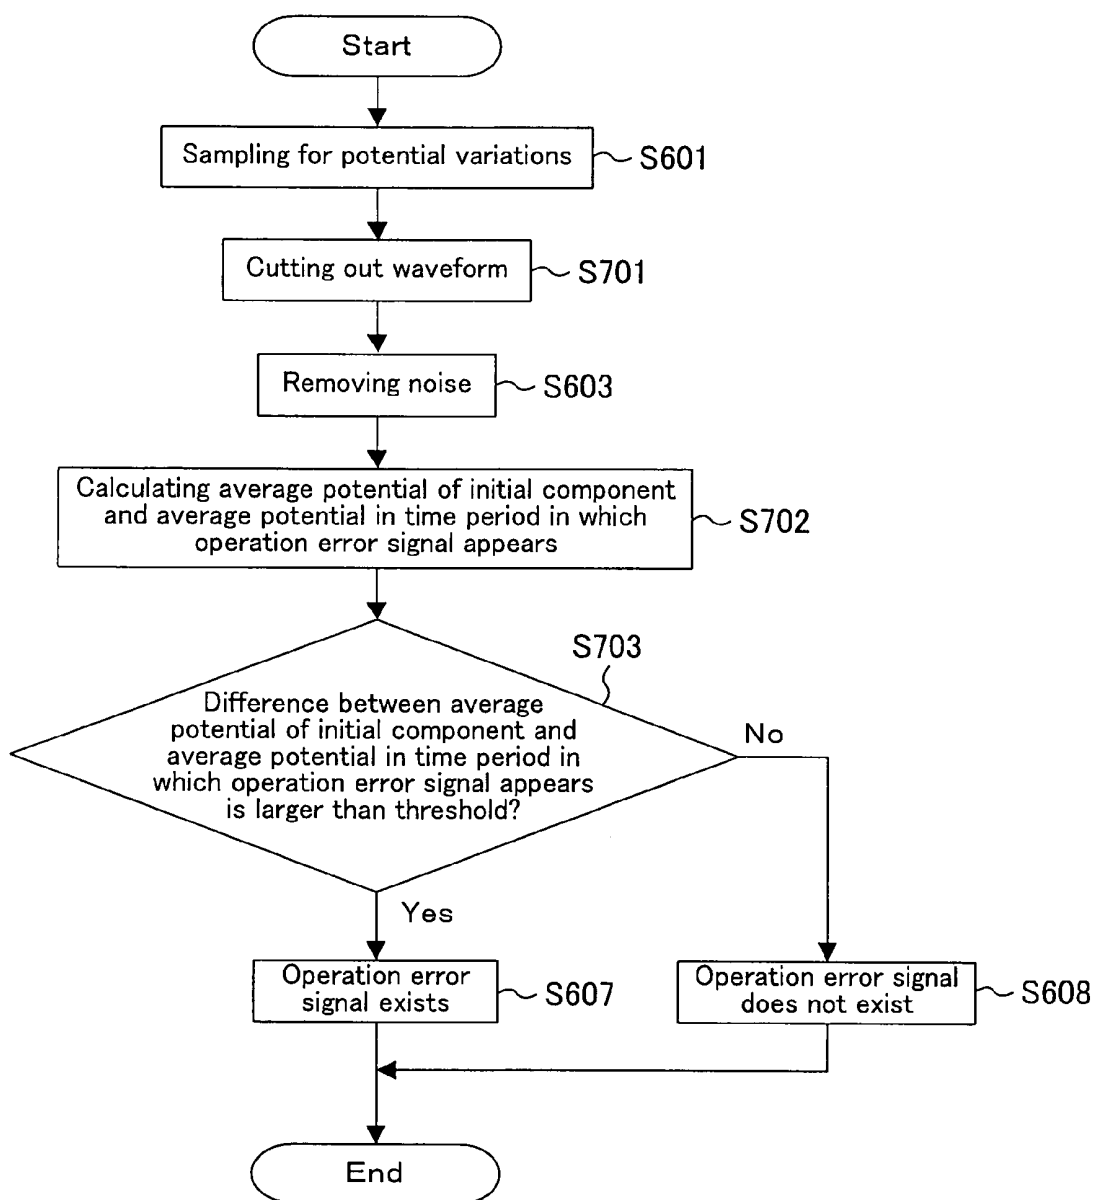 Start
Sampling for potential variations
S601
Cutting out waveform
S701
Removing noise
S603
Calculating average potential of initial component
and average potential in time period in which
operation error signal appears
S702
S703
Difference between average
potential of initial component and
average potential in time period in
which operation error signal appears
is larger than threshold?
No
Yes
Operation error
signal exists
S607
Operation error signal
does not exist
S608
End